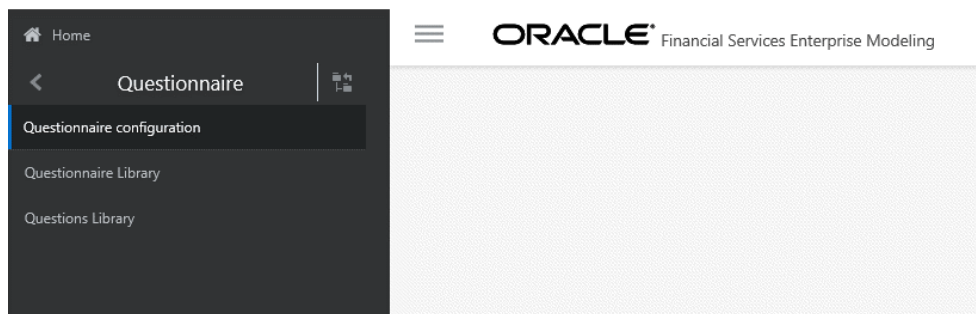 Home
ORACLE® Financial Services Enterprise Modeling
Questionnaire
Questionnaire configuration
Questionnaire Library
Questions Library